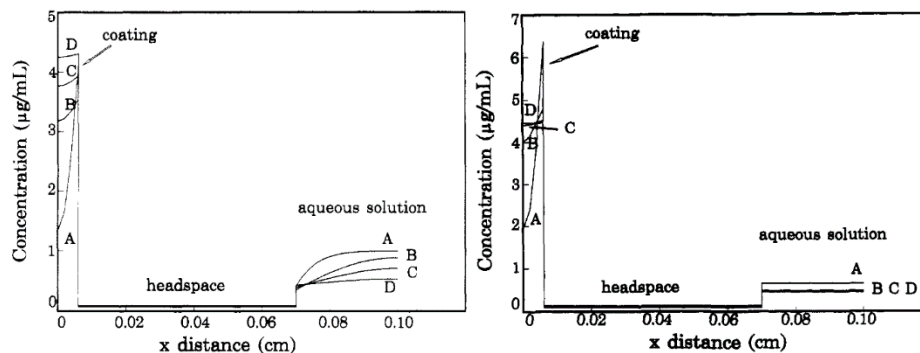 5
D
coating
4
C
B
3
2
A
1
0
Concentration (μg/mL)
aqueous solution
A
B
C
D
headspace
0 0.02 0.04 0.06 0.08 0.10
x distance (cm)
7
coating
6
5
D
C
4
B
3
A
2
1
0
Concentration (μg/mL)
aqueous solution
A
B C D
headspace
0 0.02 0.04 0.06 0.08 0.10
x distance (cm)